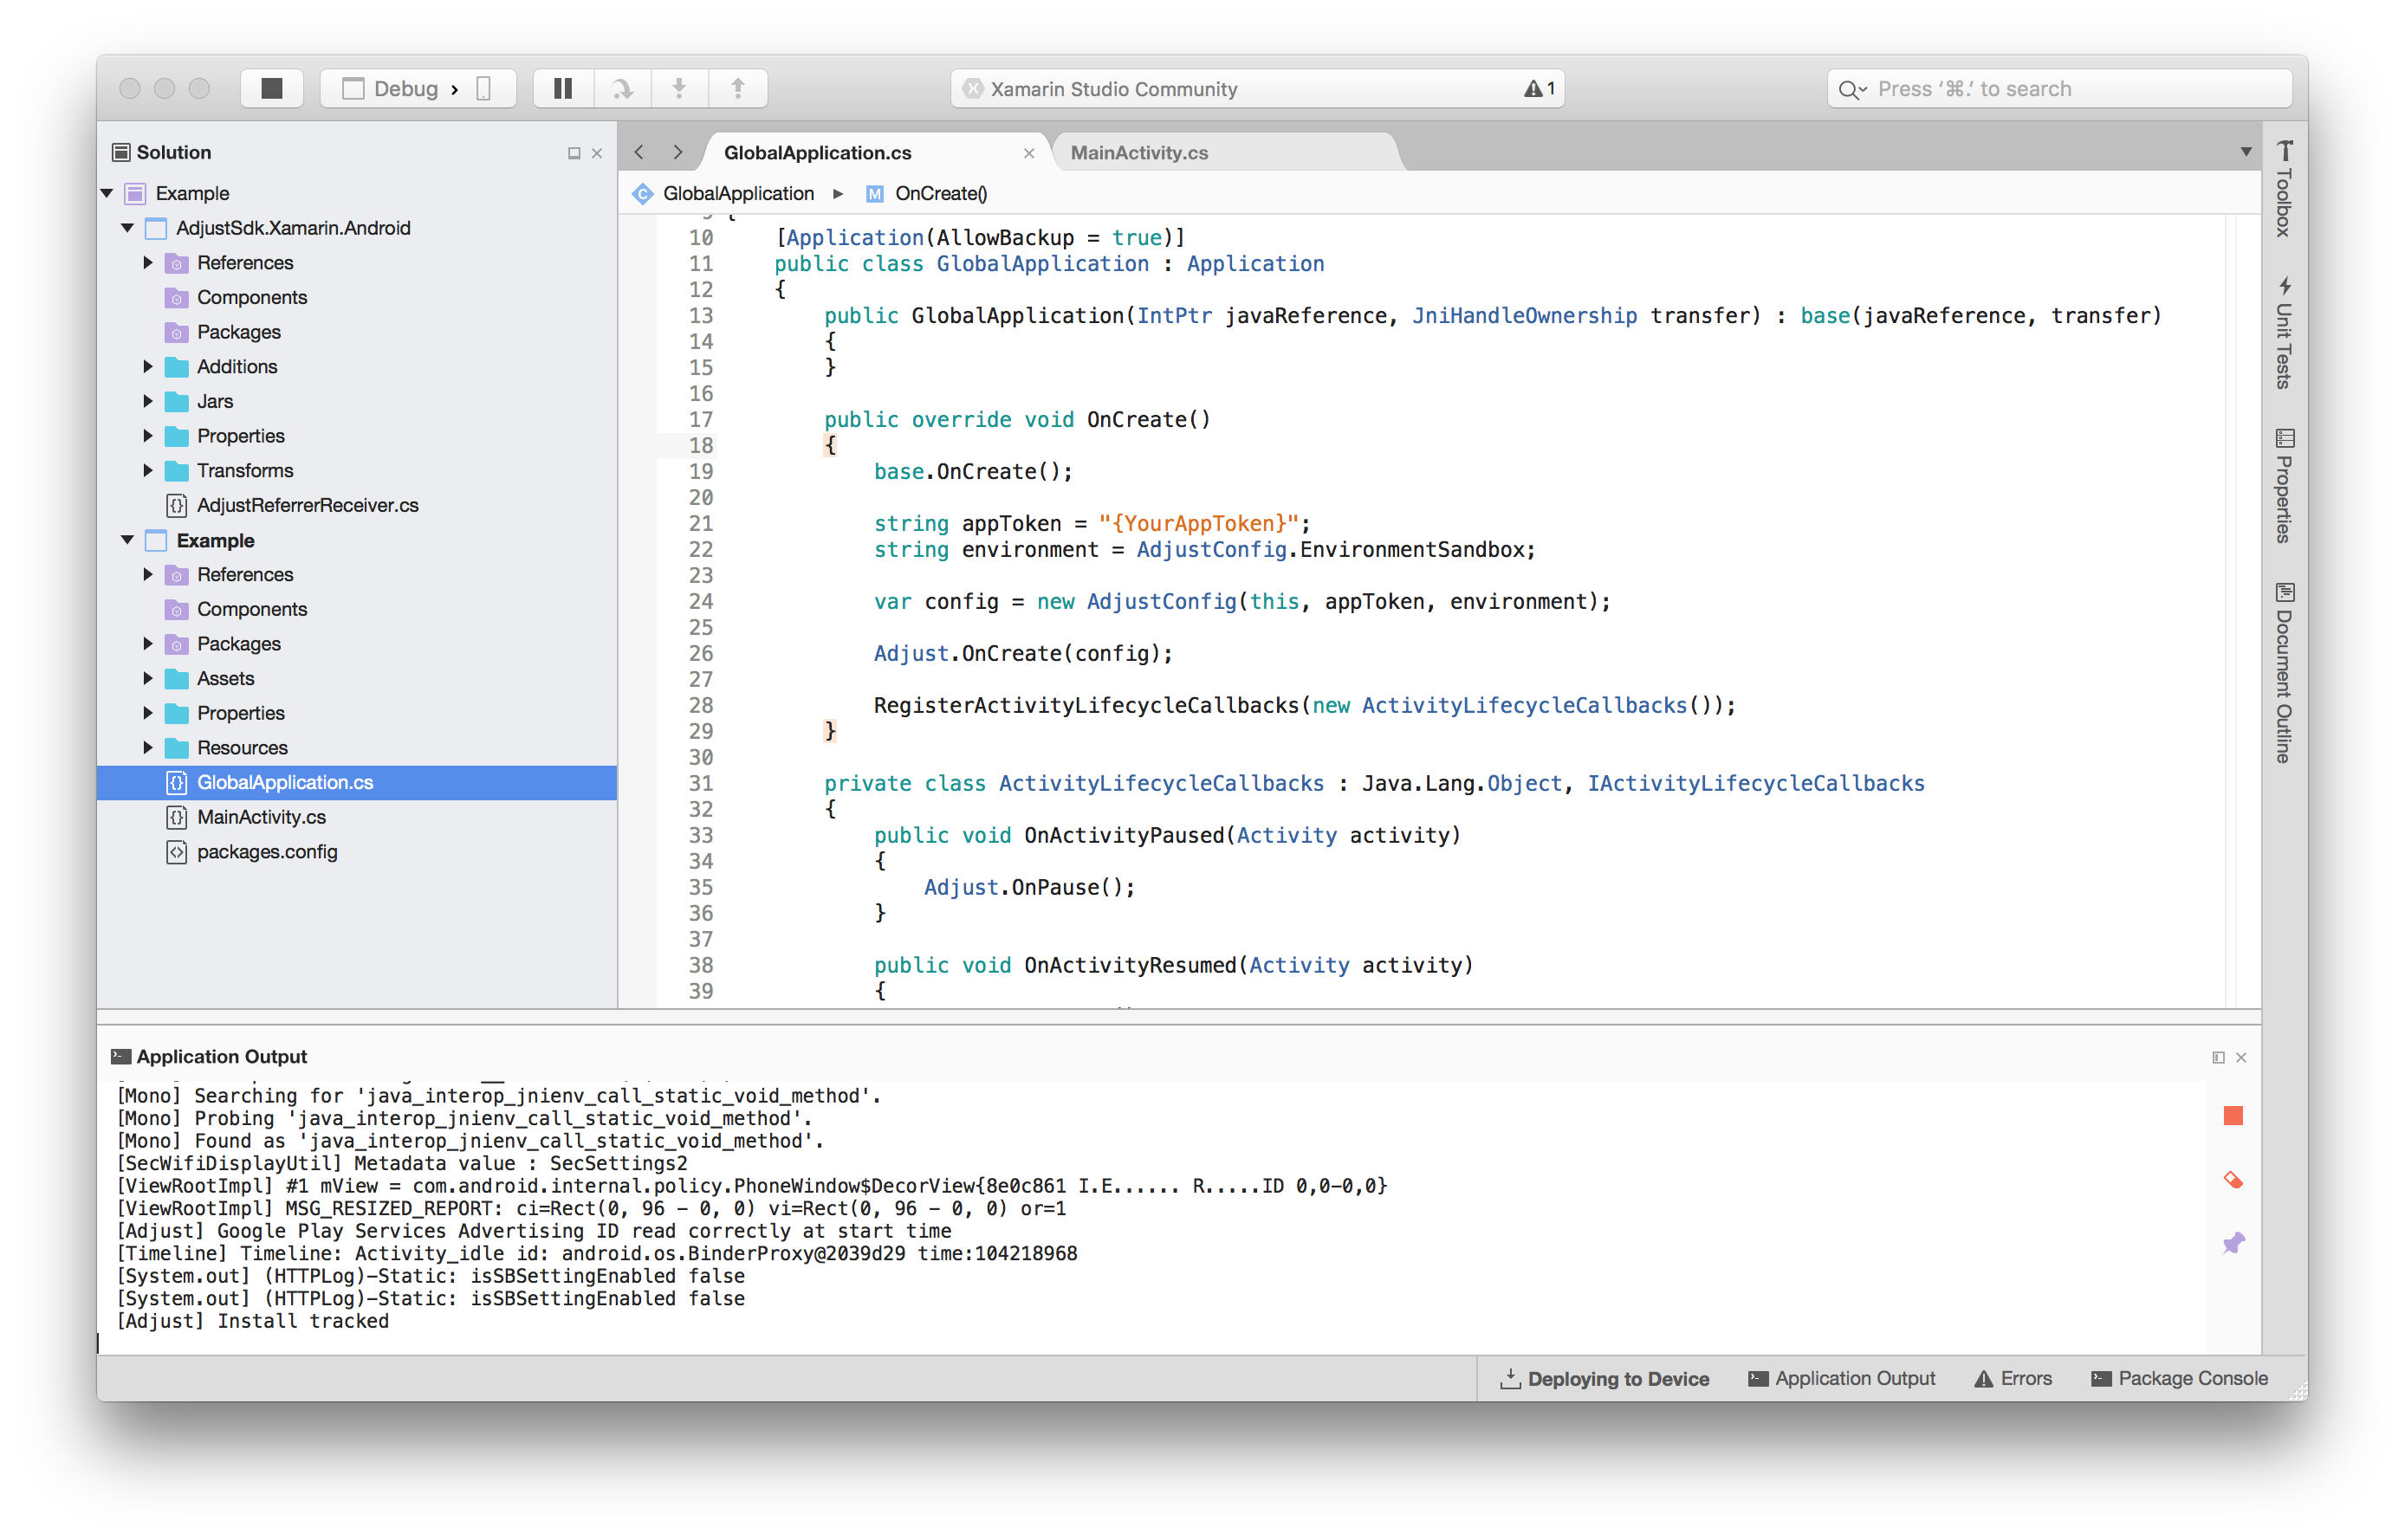 Debug
Xamarin Studio Community
1
Press '⌘.' to search
Solution
Example
AdjustSdk.Xamarin.Android
References
Components
Packages
Additions
Jars
Properties
Transforms
AdjustReferrerReceiver.cs
Example
References
Components
Packages
Assets
Properties
Resources
GlobalApplication.cs
MainActivity.cs
packages.config
GlobalApplication.cs
MainActivity.cs
GlobalApplication
OnCreate()
10 [Application(AllowBackup = true)]
11 public class GlobalApplication : Application
12 {
13 public GlobalApplication(IntPtr javaReference, JniHandleOwnership transfer) : base(javaReference, transfer)
14 {
15 }
16
17 public override void OnCreate()
18 {
19 base.OnCreate();
20
21 string appToken = "{YourAppToken}";
22 string environment = AdjustConfig.EnvironmentSandbox;
23
24 var config = new AdjustConfig(this, appToken, environment);
25
26 Adjust.OnCreate(config);
27
28 RegisterActivityLifecycleCallbacks(new ActivityLifecycleCallbacks());
29 }
30
31 private class ActivityLifecycleCallbacks : Java.Lang.Object, IActivityLifecycleCallbacks
32 {
33 public void OnActivityPaused(Activity activity)
34 {
35 Adjust.OnPause();
36 }
37
38 public void OnActivityResumed(Activity activity)
39 {
Toolbox
Unit Tests
Properties
Document Outline
Application Output
[Mono] Searching for 'java_interop_jnienv_call_static_void_method'.
[Mono] Probing 'java_interop_jnienv_call_static_void_method'.
[Mono] Found as 'java_interop_jnienv_call_static_void_method'.
[SecWifiDisplayUtil] Metadata value : SecSettings2
[ViewRootImpl] #1 mView = com.android.internal.policy.PhoneWindow$DecorView{8e0c861 I.E...... R.....ID 0,0-0,0}
[ViewRootImpl] MSG_RESIZED_REPORT: ci=Rect(0, 96 - 0, 0) vi=Rect(0, 96 - 0, 0) or=1
[Adjust] Google Play Services Advertising ID read correctly at start time
[Timeline] Timeline: Activity_idle id: android.os.BinderProxy@2039d29 time:104218968
[System.out] (HTTPLog)-Static: isSBSettingEnabled false
[System.out] (HTTPLog)-Static: isSBSettingEnabled false
[Adjust] Install tracked
Deploying to Device
Application Output
Errors
Package Console